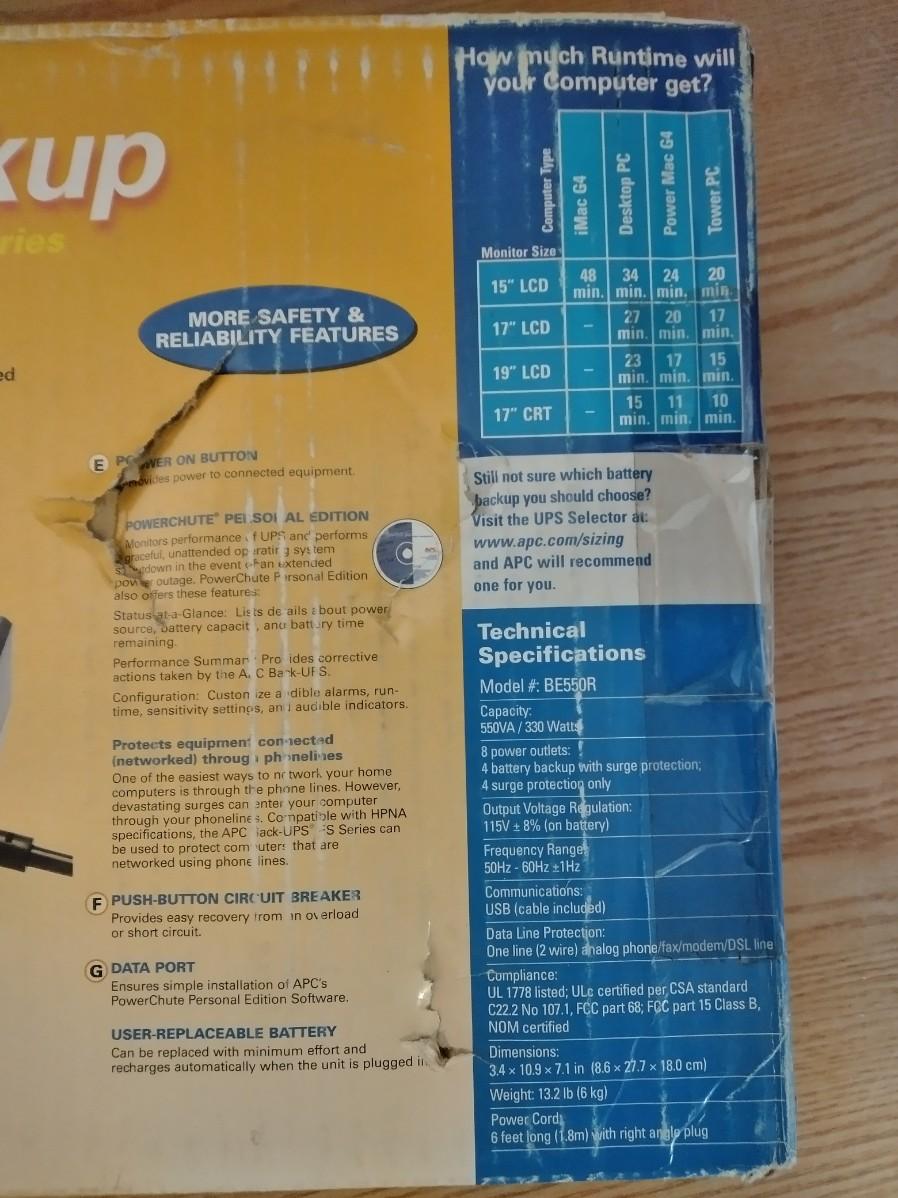 kup
ries
ed
MORE SAFETY &
RELIABILITY FEATURES
E POWER ON BUTTON
Provides power to connected equipment.
POWERCHUTE® PERSONAL EDITION
Monitors performance of UPS and performs
graceful, unattended operating system
shutdown in the event of an extended
power outage. PowerChute Personal Edition
also offers these features:
Status-at-a-Glance: Lists details about power
source, battery capacity, and battery time
remaining.
Performance Summary: Provides corrective
actions taken by the APC Back-UPS.
Configuration: Customize audible alarms, run-
time, sensitivity settings, and audible indicators.
Protects equipment connected
(networked) through phonelines
One of the easiest ways to network your home
computers is through the phone lines. However,
devastating surges can enter your computer
through your phonelines. Compatible with HPNA
specifications, the APC Back-UPS® ES Series can
be used to protect computers that are
networked using phone lines.
F PUSH-BUTTON CIRCUIT BREAKER
Provides easy recovery from an overload
or short circuit.
G DATA PORT
Ensures simple installation of APC's
PowerChute Personal Edition Software.
USER-REPLACEABLE BATTERY
Can be replaced with minimum effort and
recharges automatically when the unit is plugged in.
How much Runtime will
your Computer get?
Computer Type iMac G4 Desktop PC Power Mac G4 Tower PC
Monitor Size
15" LCD 48 min. 34 min. 24 min. 20 min.
17" LCD – 27 min. 20 min. 17 min.
19" LCD – 23 min. 17 min. 15 min.
17" CRT – 15 min. 11 min. 10 min.
Still not sure which battery
backup you should choose?
Visit the UPS Selector at:
www.apc.com/sizing
and APC will recommend
one for you.
Technical
Specifications
Model #: BE550R
Capacity:
550VA / 330 Watts
8 power outlets:
4 battery backup with surge protection;
4 surge protection only
Output Voltage Regulation:
115V ± 8% (on battery)
Frequency Range:
50Hz - 60Hz ±1Hz
Communications:
USB (cable included)
Data Line Protection:
One line (2 wire) analog phone/fax/modem/DSL line
Compliance:
UL 1778 listed; ULc certified per CSA standard
C22.2 No 107.1, FCC part 68; FCC part 15 Class B,
NOM certified
Dimensions:
3.4 × 10.9 × 7.1 in (8.6 × 27.7 × 18.0 cm)
Weight: 13.2 lb (6 kg)
Power Cord:
6 feet long (1.8m) with right angle plug